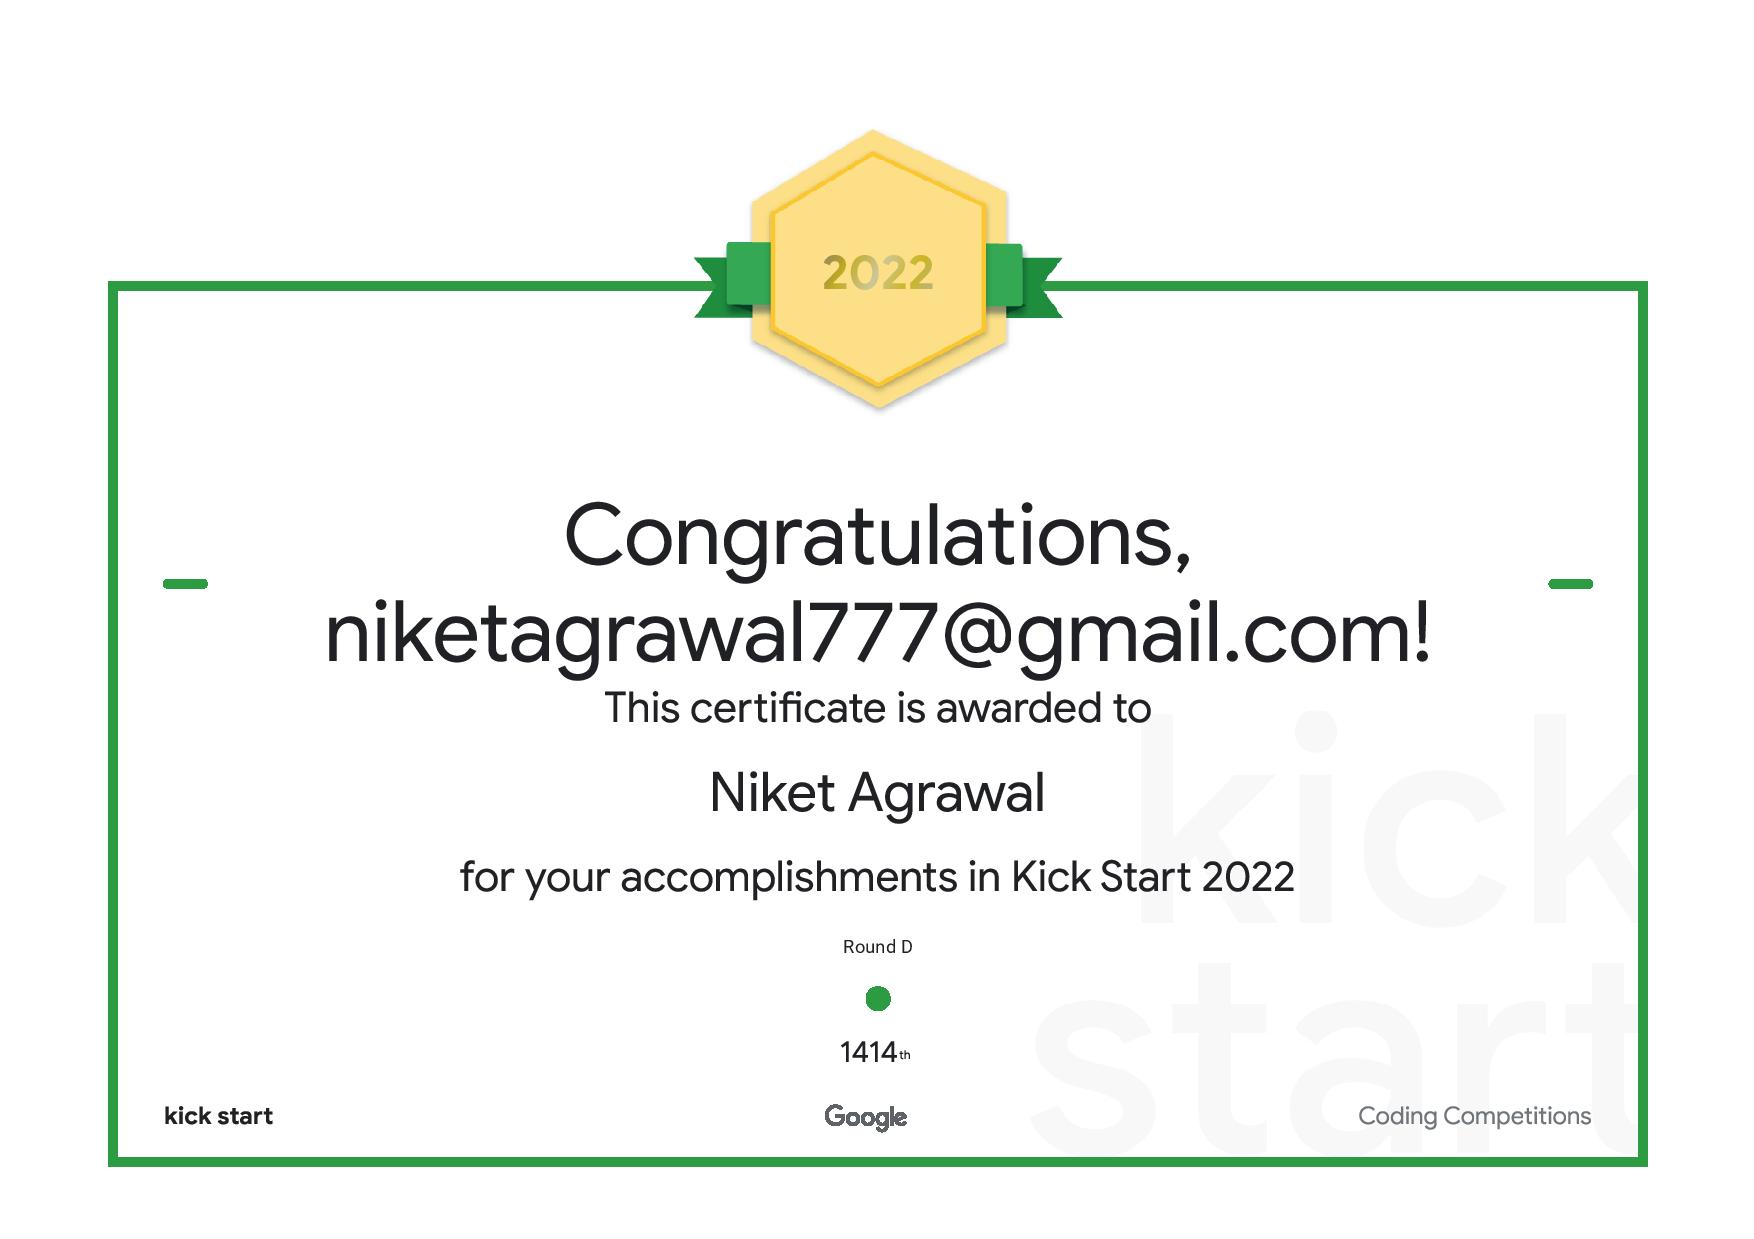 2022
Congratulations,
niketagrawal777@gmail.com!
This certificate is awarded to
Niket Agrawal
for your accomplishments in Kick Start 2022
Round D
1414th
kick start
Google
Coding Competitions
kick
start